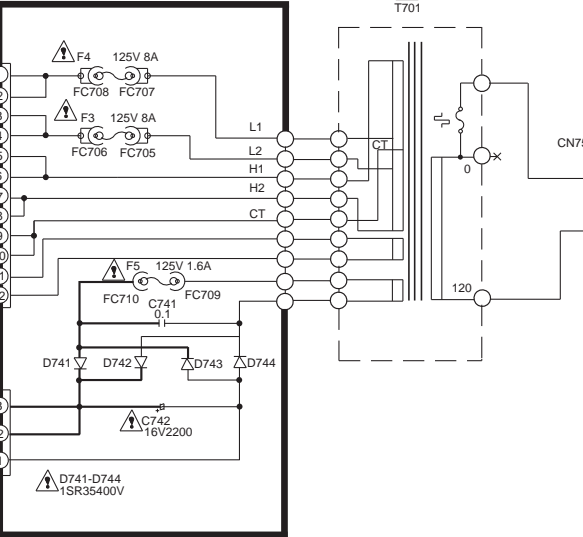 T701
F4 125V 8A
FC708 FC707
F3 125V 8A
FC706 FC705
L1
L2
H1
H2
CT
CT
0
120
F5 125V 1.6A
FC710 FC709
C741
0.1
D741 D742 D743 D744
C742
16V2200
D741-D744
1SR35400V